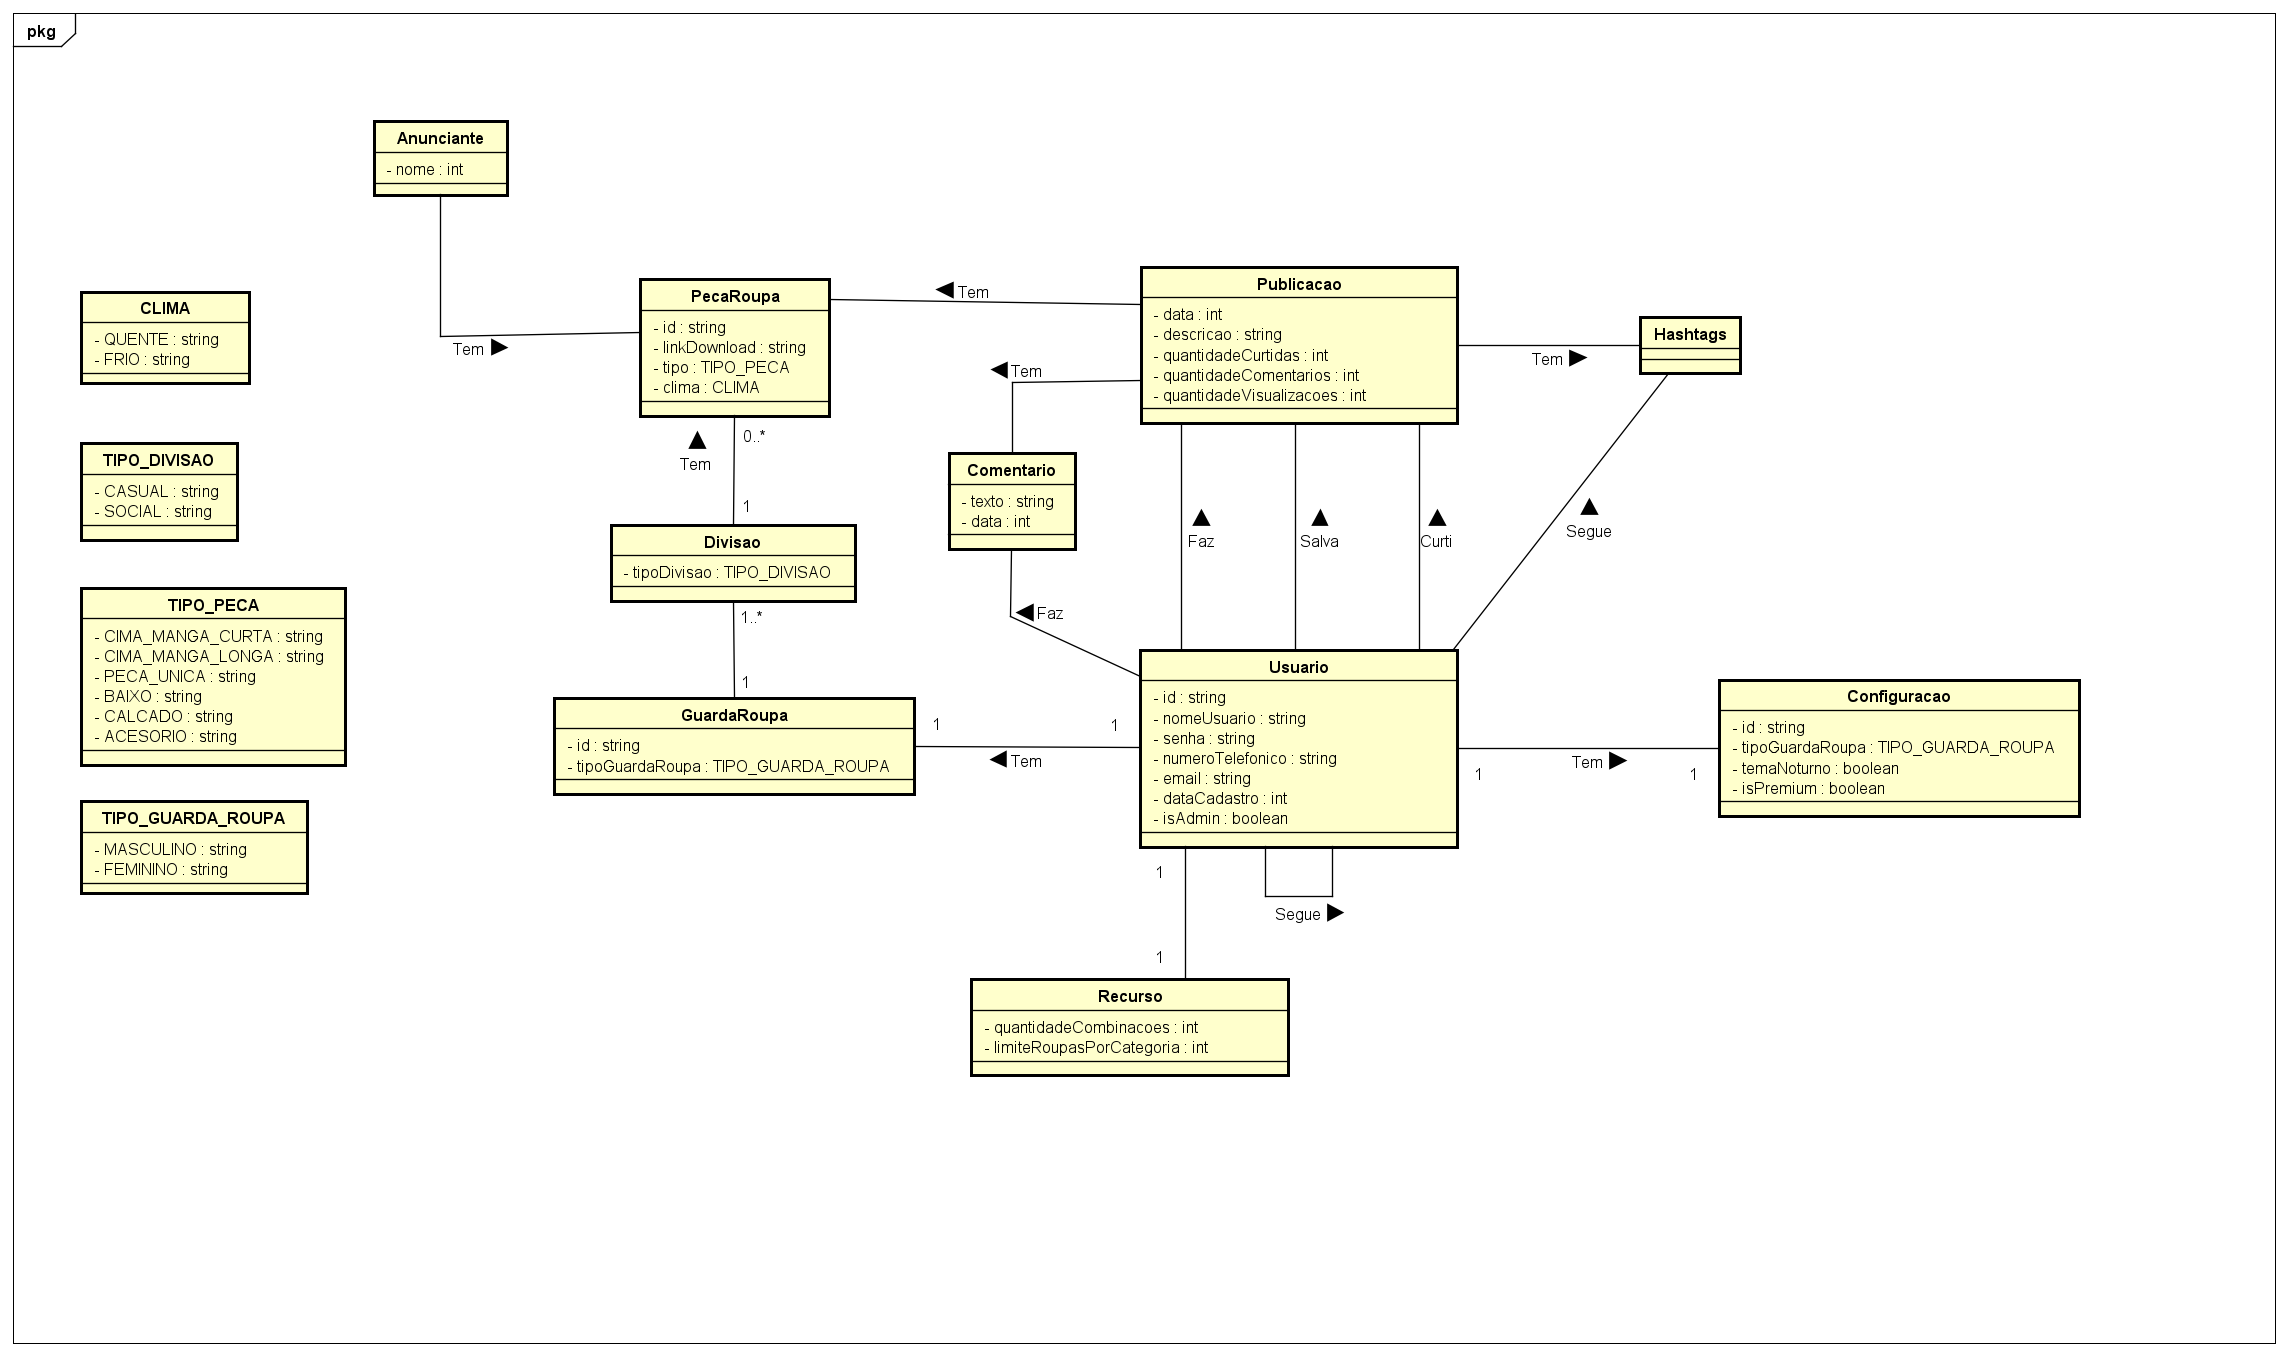 pkg
Anunciante
- nome : int
Tem
CLIMA
- QUENTE : string
- FRIO : string
TIPO_DIVISAO
- CASUAL : string
- SOCIAL : string
TIPO_PECA
- CIMA_MANGA_CURTA : string
- CIMA_MANGA_LONGA : string
- PECA_UNICA : string
- BAIXO : string
- CALCADO : string
- ACESORIO : string
TIPO_GUARDA_ROUPA
- MASCULINO : string
- FEMININO : string
PecaRoupa
- id : string
- linkDownload : string
- tipo : TIPO_PECA
- clima : CLIMA
0..*
Tem
1
Divisao
- tipoDivisao : TIPO_DIVISAO
1..*
1
GuardaRoupa
- id : string
- tipoGuardaRoupa : TIPO_GUARDA_ROUPA
1
1
Tem
Tem
Publicacao
- data : int
- descricao : string
- quantidadeCurtidas : int
- quantidadeComentarios : int
- quantidadeVisualizacoes : int
Tem
Comentario
- texto : string
- data : int
Faz
Faz
Salva
Curti
Tem
Hashtags
Segue
Usuario
- id : string
- nomeUsuario : string
- senha : string
- numeroTelefonico : string
- email : string
- dataCadastro : int
- isAdmin : boolean
Tem
1
1
Configuracao
- id : string
- tipoGuardaRoupa : TIPO_GUARDA_ROUPA
- temaNoturno : boolean
- isPremium : boolean
1
Segue
1
Recurso
- quantidadeCombinacoes : int
- limiteRoupasPorCategoria : int